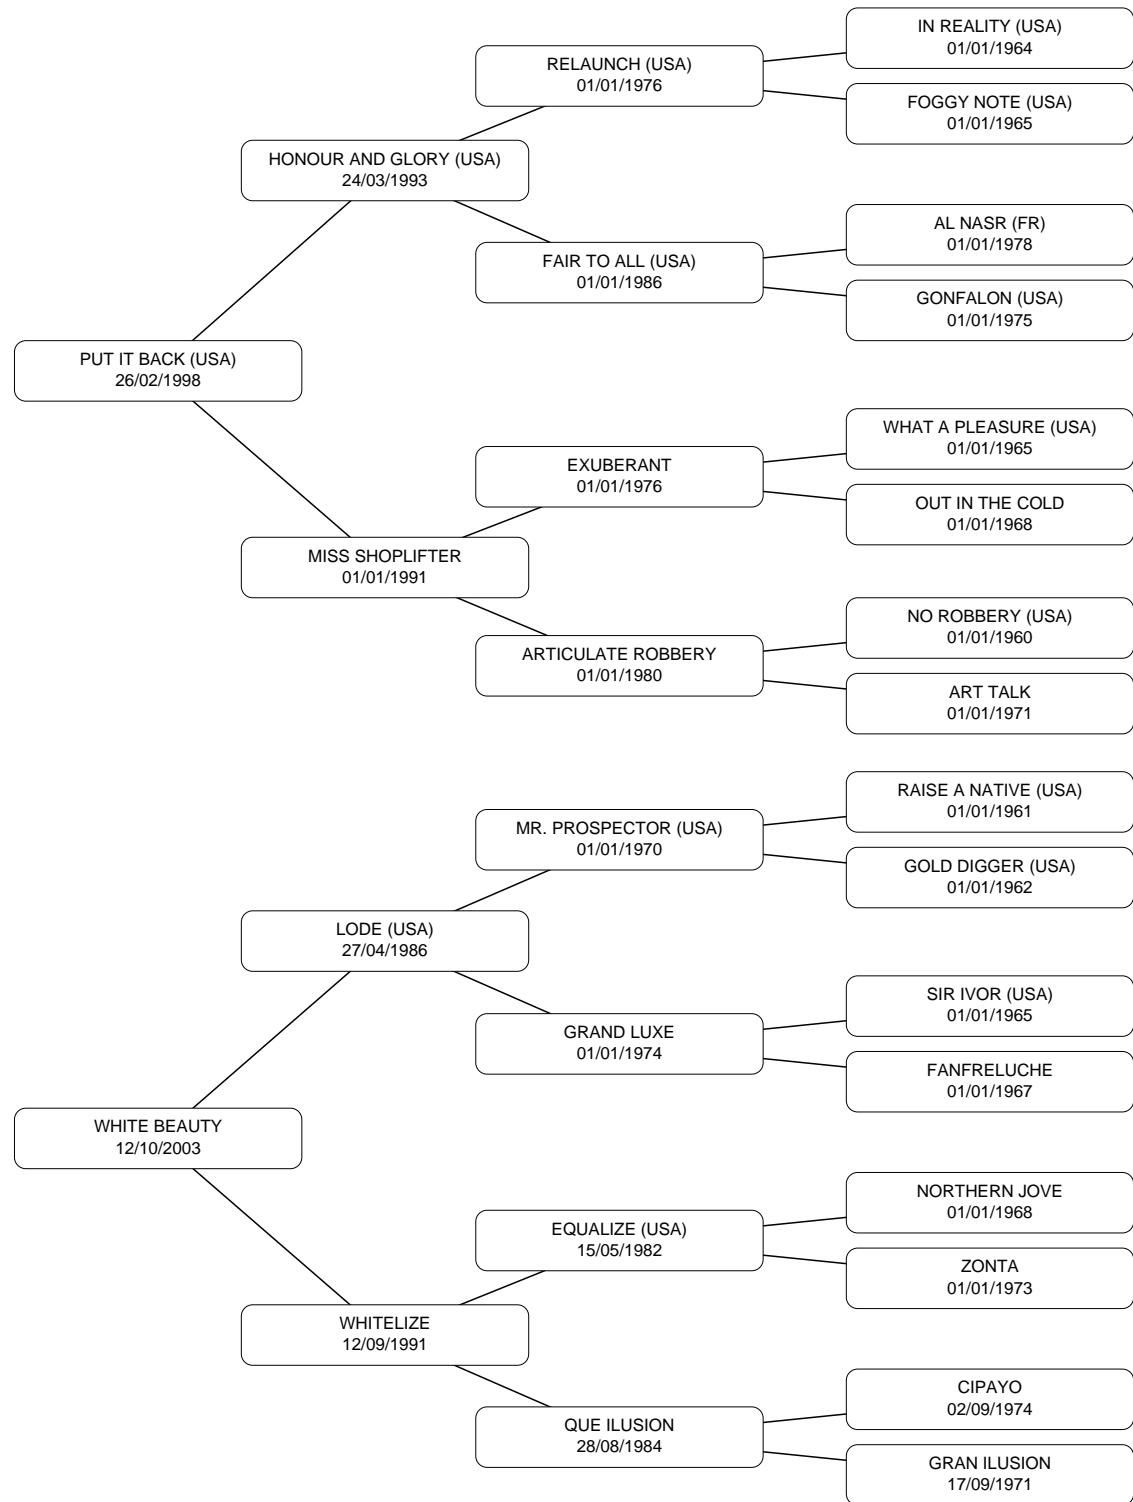 IN REALITY (USA)
01/01/1964
RELAUNCH (USA)
01/01/1976
FOGGY NOTE (USA)
01/01/1965
HONOUR AND GLORY (USA)
24/03/1993
AL NASR (FR)
01/01/1978
FAIR TO ALL (USA)
01/01/1986
GONFALON (USA)
01/01/1975
PUT IT BACK (USA)
26/02/1998
WHAT A PLEASURE (USA)
01/01/1965
EXUBERANT
01/01/1976
OUT IN THE COLD
01/01/1968
MISS SHOPLIFTER
01/01/1991
NO ROBBERY (USA)
01/01/1960
ARTICULATE ROBBERY
01/01/1980
ART TALK
01/01/1971
RAISE A NATIVE (USA)
01/01/1961
MR. PROSPECTOR (USA)
01/01/1970
GOLD DIGGER (USA)
01/01/1962
LODE (USA)
27/04/1986
SIR IVOR (USA)
01/01/1965
GRAND LUXE
01/01/1974
FANFRELUCHE
01/01/1967
WHITE BEAUTY
12/10/2003
NORTHERN JOVE
01/01/1968
EQUALIZE (USA)
15/05/1982
ZONTA
01/01/1973
WHITELIZE
12/09/1991
CIPAYO
02/09/1974
QUE ILUSION
28/08/1984
GRAN ILUSION
17/09/1971